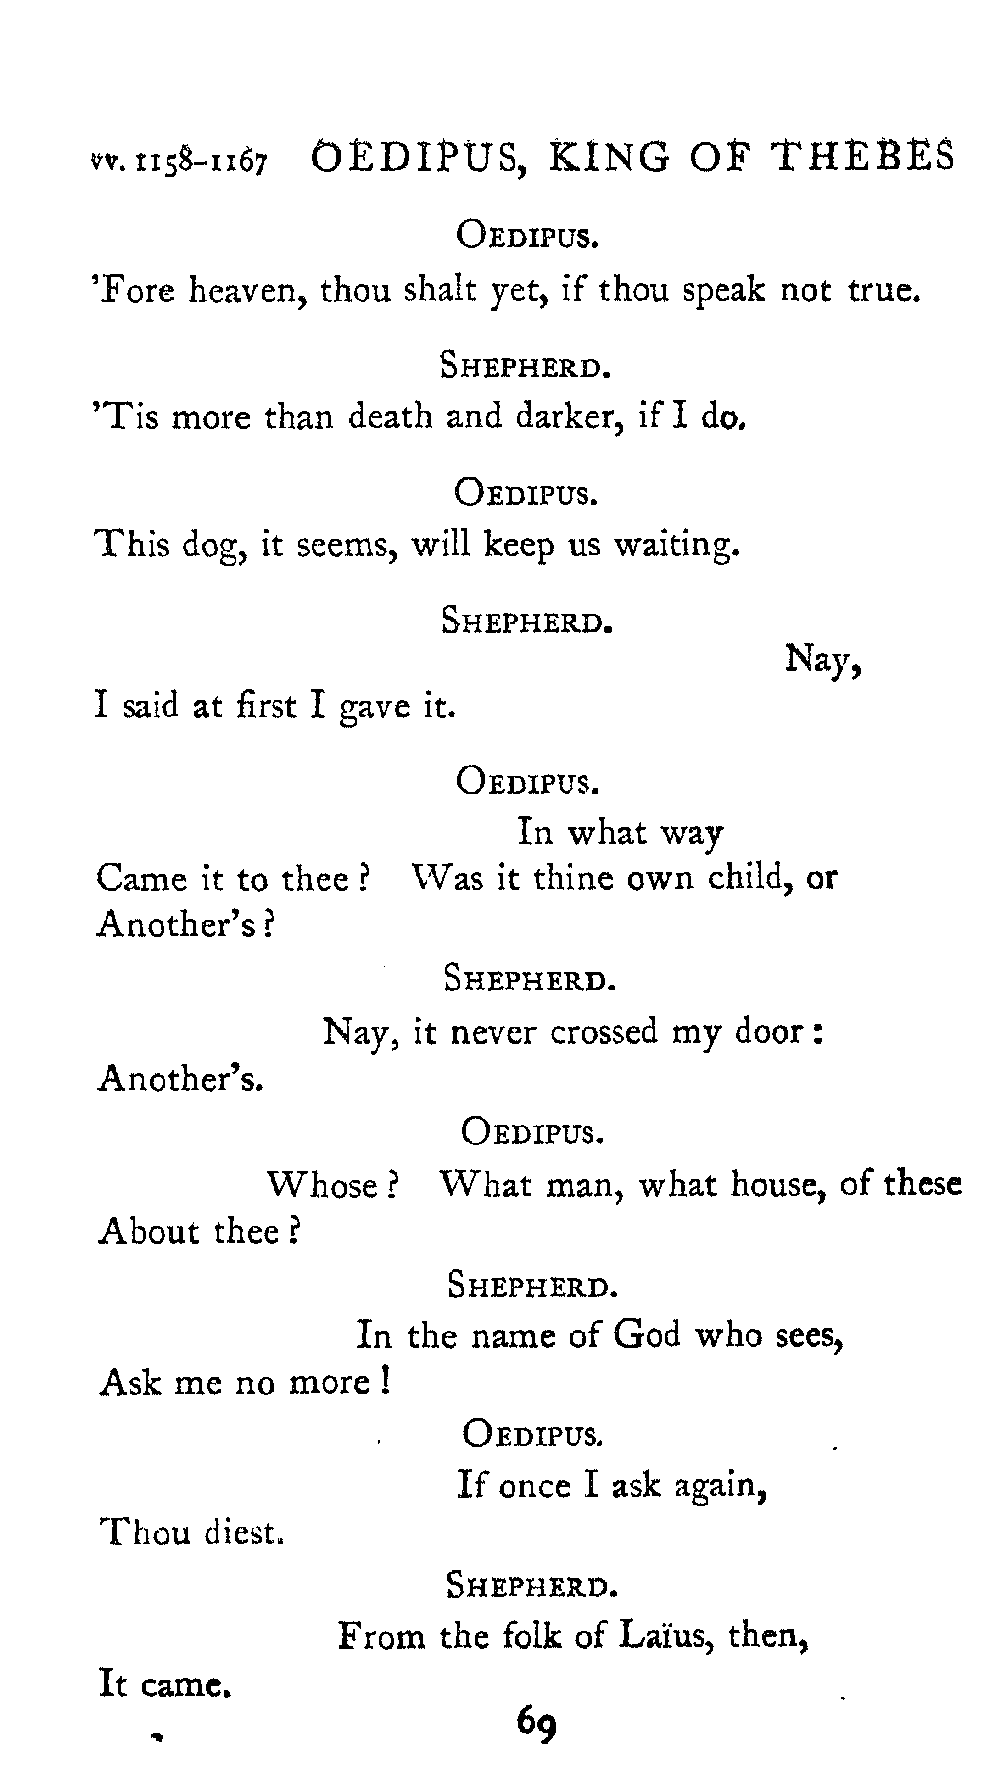 vv. 1158-1167 OEDIPUS, KING OF THEBES
OEDIPUS.
’Fore heaven, thou shalt yet, if thou speak not true.
SHEPHERD.
’Tis more than death and darker, if I do.
OEDIPUS.
This dog, it seems, will keep us waiting.
SHEPHERD.
Nay,
I said at first I gave it.
OEDIPUS.
In what way
Came it to thee? Was it thine own child, or
Another’s?
SHEPHERD.
Nay, it never crossed my door:
Another’s.
OEDIPUS.
Whose? What man, what house, of these
About thee?
SHEPHERD.
In the name of God who sees,
Ask me no more!
OEDIPUS.
If once I ask again,
Thou diest.
SHEPHERD.
From the folk of Laïus, then,
It came.
69